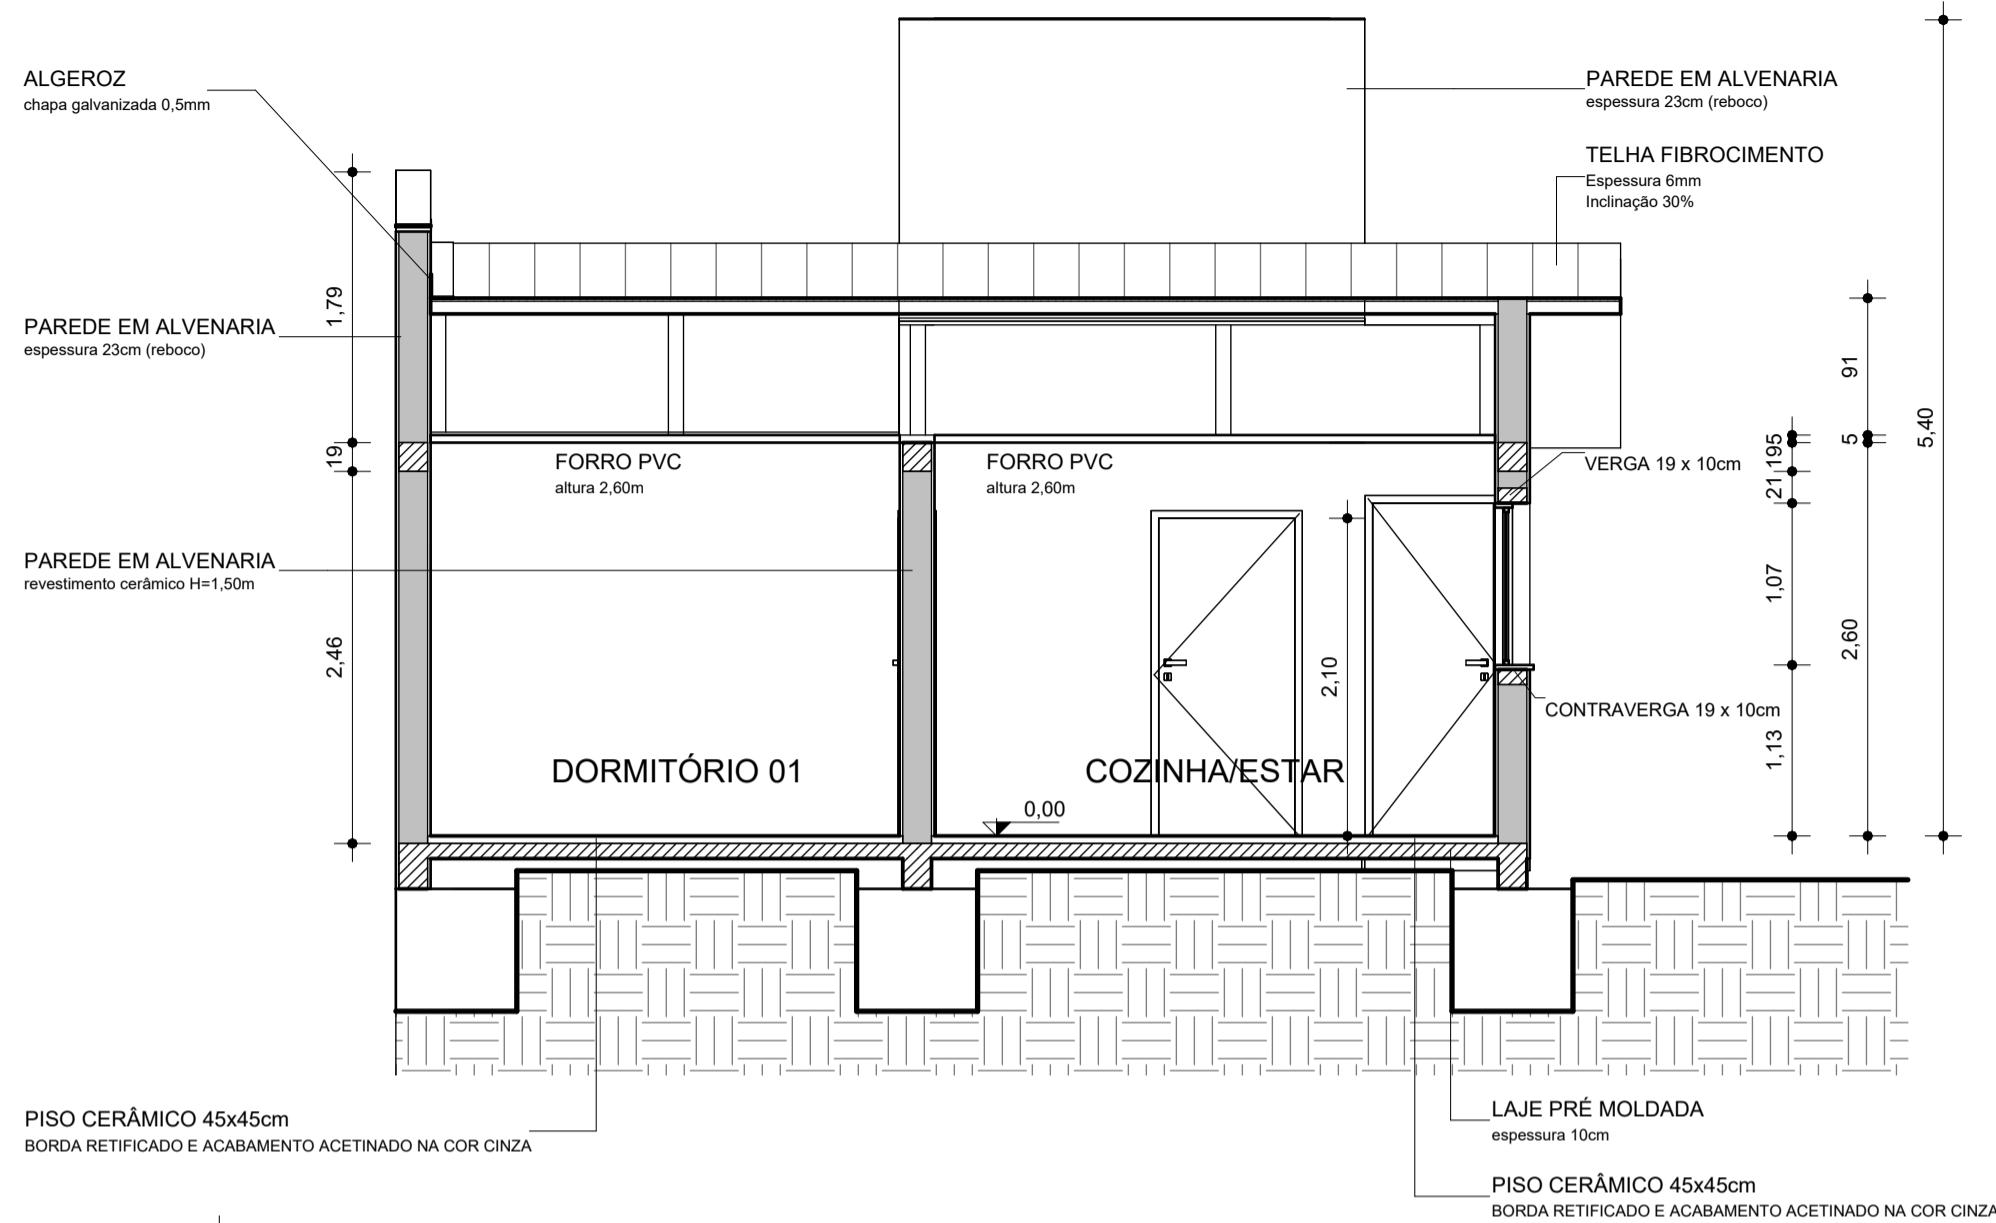 ALGEROZ
chapa galvanizada 0,5mm
PAREDE EM ALVENARIA
espessura 23cm (reboco)
TELHA FIBROCIMENTO
Espessura 6mm
Inclinação 30%
PAREDE EM ALVENARIA
espessura 23cm (reboco)
1,79
19
2,46
FORRO PVC
altura 2,60m
FORRO PVC
altura 2,60m
VERGA 19 x 10cm
PAREDE EM ALVENARIA
revestimento cerâmico H=1,50m
2,10
CONTRAVERGA 19 x 10cm
DORMITÓRIO 01
COZINHA/ESTAR
0,00
195
21
1,07
1,13
91
5
2,60
5,40
PISO CERÂMICO 45x45cm
BORDA RETIFICADO E ACABAMENTO ACETINADO NA COR CINZA
LAJE PRÉ MOLDADA
espessura 10cm
PISO CERÂMICO 45x45cm
BORDA RETIFICADO E ACABAMENTO ACETINADO NA COR CINZA